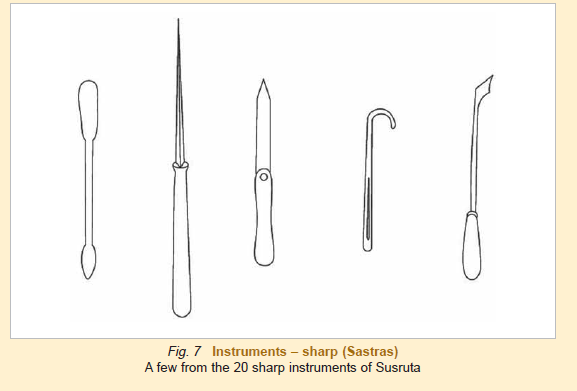 Fig. 7 Instruments – sharp (Sastras)
A few from the 20 sharp instruments of Susruta